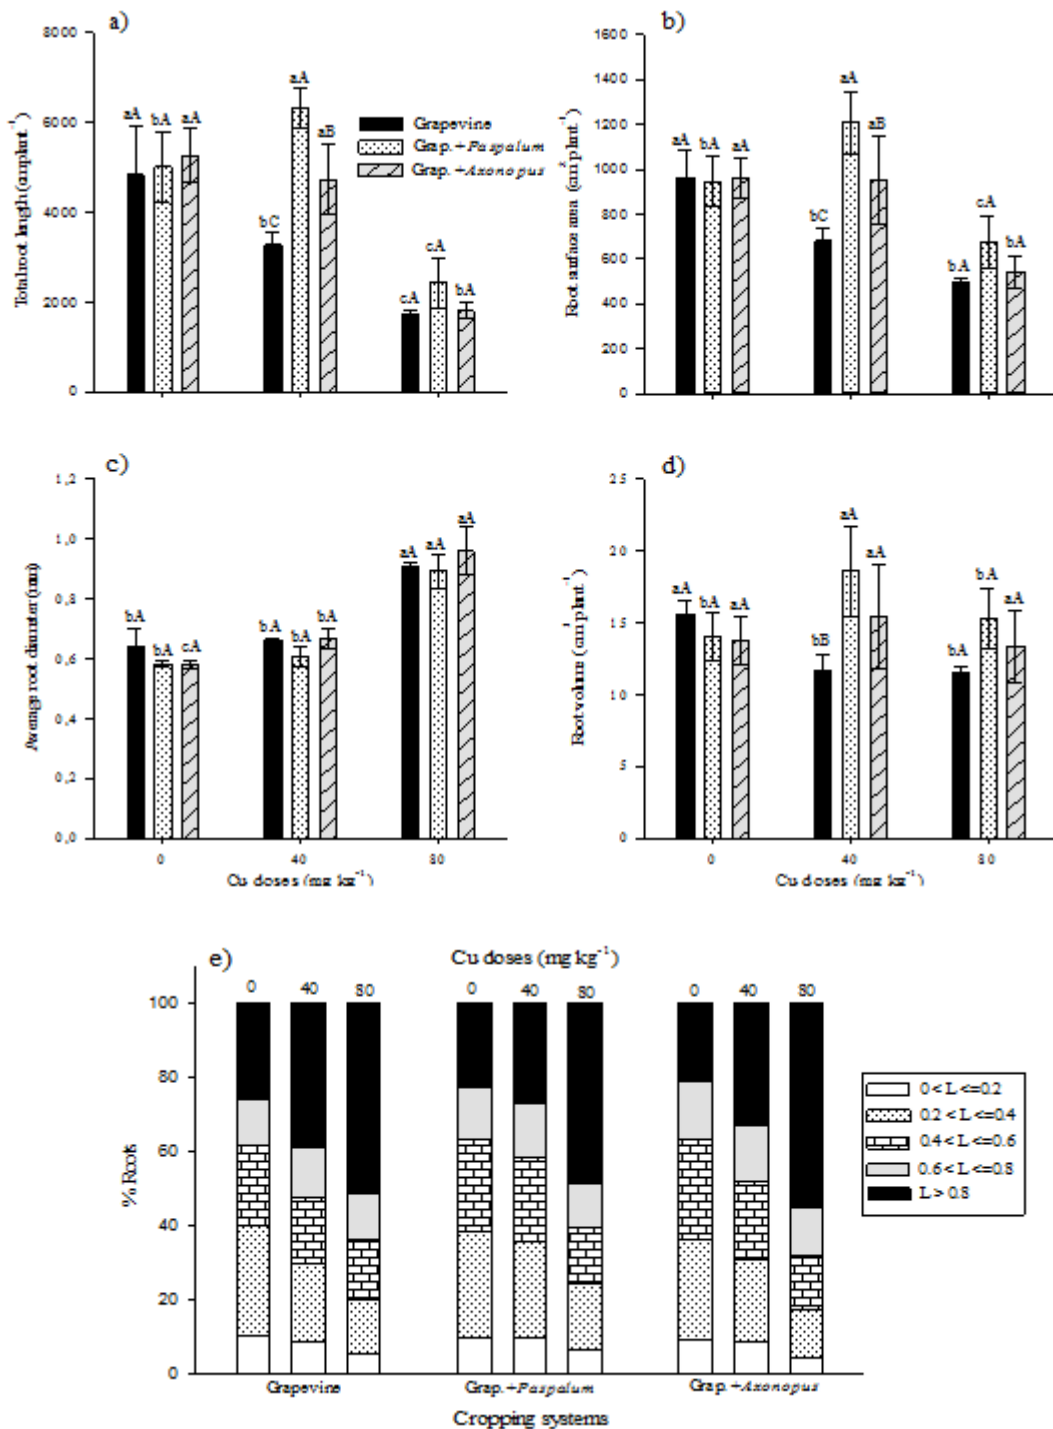 a)
8000
6000
4000
2000
0
Total root length (cm plant⁻¹)
aA bA aA
bC aA aB
cA cA bA
Grapevine
Grap.+Paspalum
Grap.+Axonopus
b)
1600
1400
1200
1000
800
600
400
200
0
Root surface area (cm² plant⁻¹)
aA bA aA
bC aA aB
bA cA bA
c)
1,2
1,0
0,8
0,6
0,4
0,2
0,0
Average root diameter (mm)
bA bA cA
bA bA bA
aA aA aA
0 40 80
Cu doses (mg kg⁻¹)
d)
25
20
15
10
5
0
Root volume (cm³ plant⁻¹)
aA bA aA
bB aA aA
bA bA aA
0 40 80
Cu doses (mg kg⁻¹)
e)
Cu doses (mg kg⁻¹)
0 40 80 0 40 80 0 40 80
100
80
60
40
20
0
% Roots
Grapevine Grap.+Paspalum Grap.+Axonopus
Cropping systems
0 < L <=0.2
0.2 < L <=0.4
0.4 < L <=0.6
0.6 < L <=0.8
L > 0.8